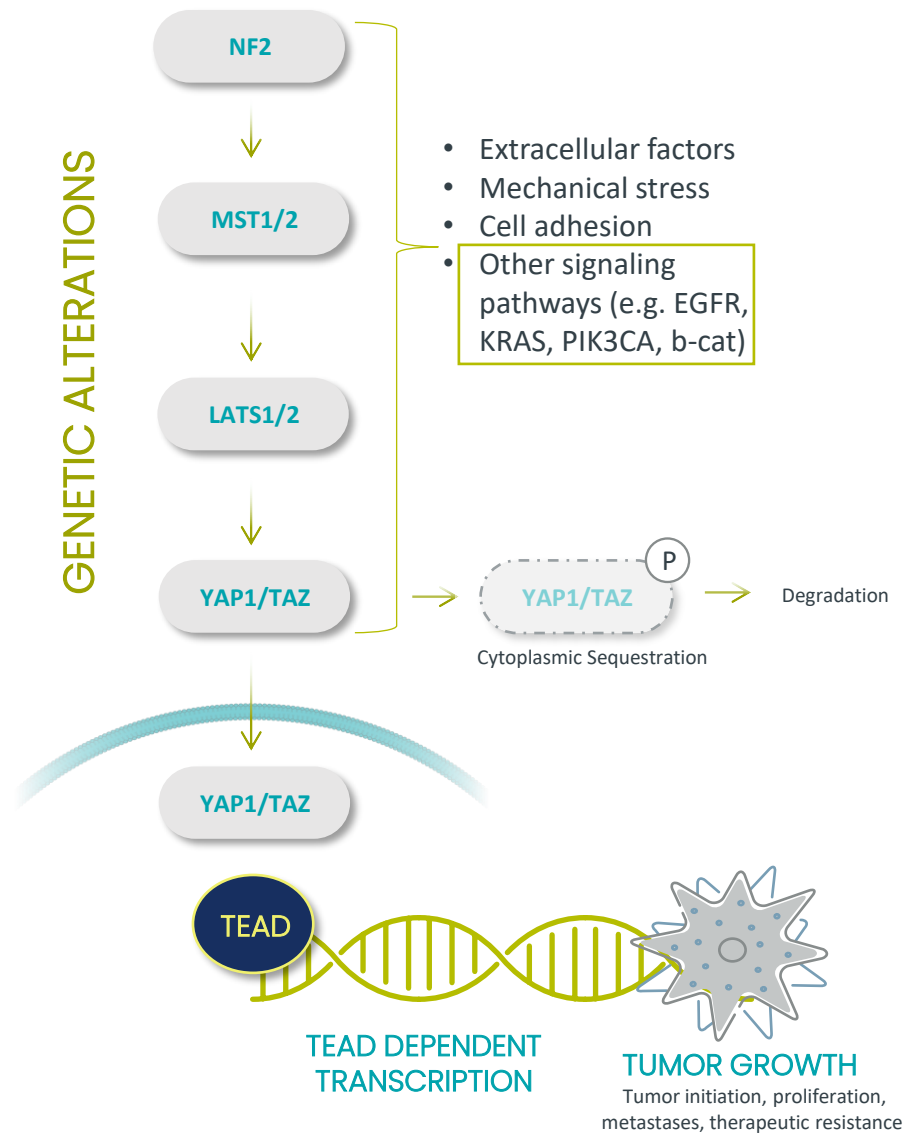 GENETIC ALTERATIONS
NF2
MST1/2
LATS1/2
YAP1/TAZ
• Extracellular factors
• Mechanical stress
• Cell adhesion
• Other signaling
pathways (e.g. EGFR,
KRAS, PIK3CA, b-cat)
YAP1/TAZ
P
Degradation
Cytoplasmic Sequestration
YAP1/TAZ
TEAD
TEAD DEPENDENT
TRANSCRIPTION
TUMOR GROWTH
Tumor initiation, proliferation,
metastases, therapeutic resistance